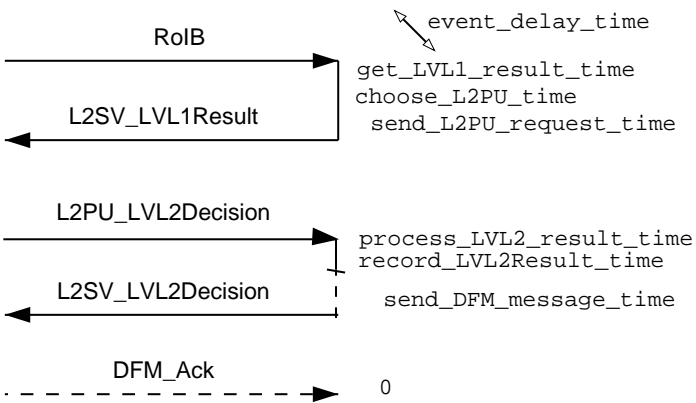 event_delay_time
RoIB
get_LVL1_result_time
choose_L2PU_time
L2SV_LVL1Result
send_L2PU_request_time
L2PU_LVL2Decision
process_LVL2_result_time
record_LVL2Result_time
L2SV_LVL2Decision
send_DFM_message_time
DFM_Ack
0